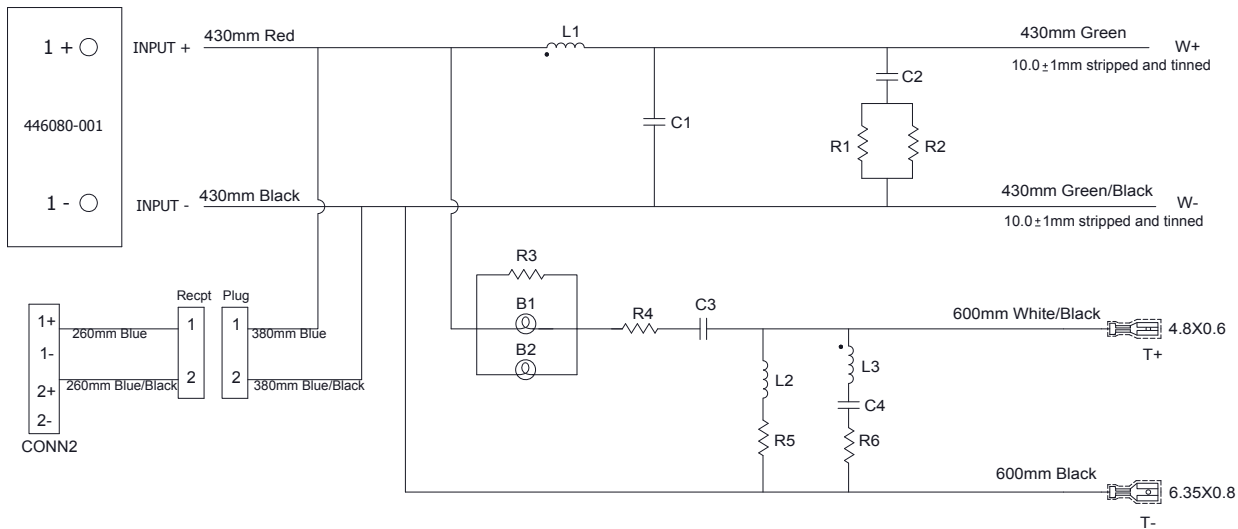 1 +
INPUT +
430mm Red
L1
430mm Green
W+
10.0±1mm stripped and tinned
C2
446080-001
C1
R1
R2
1 -
INPUT -
430mm Black
430mm Green/Black
W-
10.0±1mm stripped and tinned
R3
Recpt
Plug
B1
R4
C3
600mm White/Black
1+
260mm Blue
1
1
380mm Blue
4.8X0.6
T+
1-
B2
L2
L3
2+
260mm Blue/Black
2
2
380mm Blue/Black
C4
2-
CONN2
R5
R6
600mm Black
6.35X0.8
T-